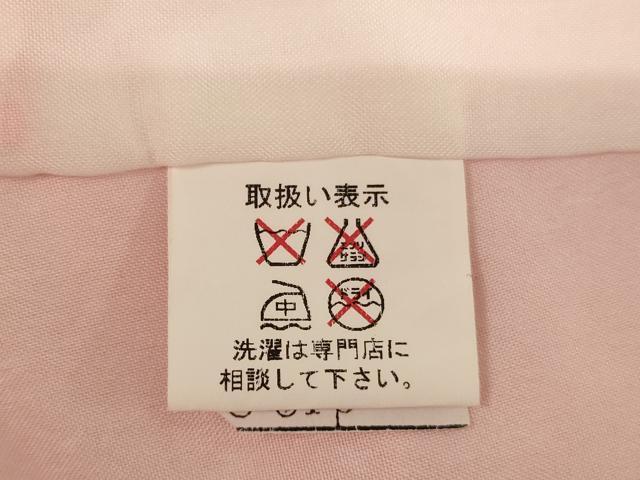 取扱い表示
エンソ
サラシ
中
ドライ
洗濯は専門店に
相談して下さい。